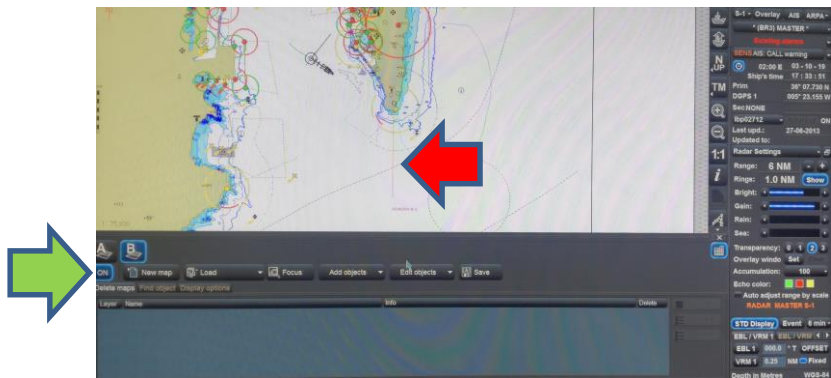 S-1 - Overlay AIS ARPA
* (BR3) MASTER *
SENS AIS: CALL warning
02:00 E 03-10-19
Ship's time 17:33:51
Prim 36° 07.730 N
DGPS 1 005° 23.155 W
Sec NONE
lbp02712 ON
Last upd.: 27-06-2013
Updated to:
Radar Settings
Range: 6 NM - +
Rings: 1.0 NM Show
Bright:
Gain:
Rain:
Sea:
Transparency: 0 1 2 3
Overlay windo Set
Accumulation: 100
Echo color:
Auto adjust range by scale
RADAR MASTER S-1
STD Display Event 6 min
EBL / VRM 1 EBL / VRM
EBL 1 000.0 ° T OFFSET
VRM 1 0.25 NM Fixed
Depth in Metres WGS-84
N UP
TM
1:1
i
A B
ON New map Load Focus Add objects Edit objects Save
Delete maps Find object Display options
Layer Name Info Delete